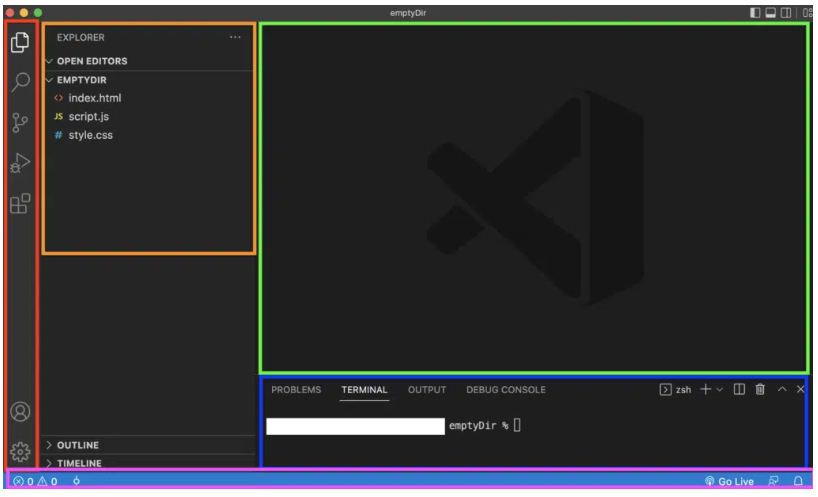 emptyDir
EXPLORER ...
OPEN EDITORS
EMPTYDIR
<> index.html
JS script.js
# style.css
PROBLEMS TERMINAL OUTPUT DEBUG CONSOLE zsh
emptyDir %
OUTLINE
TIMELINE
0 0 Go Live